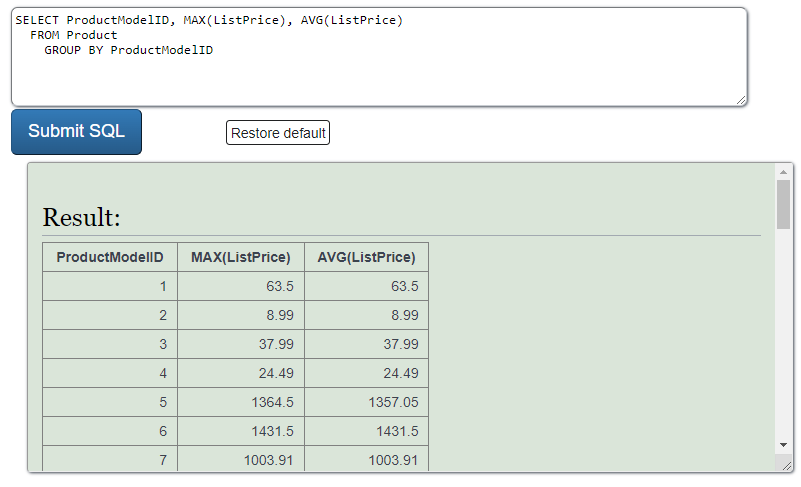 SELECT ProductModelID, MAX(ListPrice), AVG(ListPrice)
FROM Product
GROUP BY ProductModelID
Submit SQL Restore default
Result:
ProductModelID MAX(ListPrice) AVG(ListPrice)
1 63.5 63.5
2 8.99 8.99
3 37.99 37.99
4 24.49 24.49
5 1364.5 1357.05
6 1431.5 1431.5
7 1003.91 1003.91